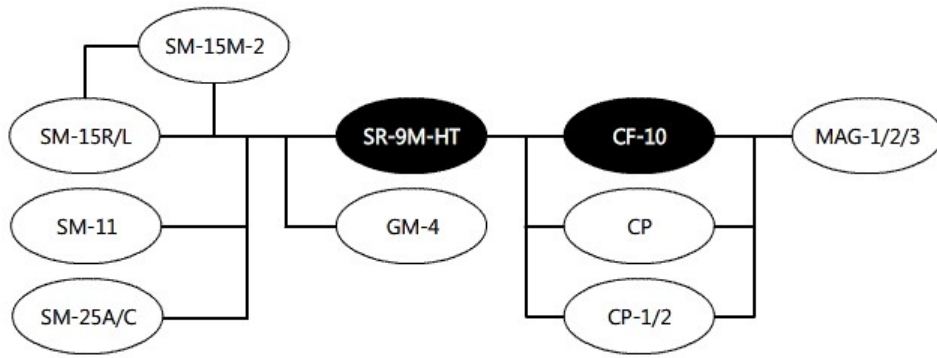 SM-15M-2
SM-15R/L
SR-9M-HT
CF-10
MAG-1/2/3
SM-11
GM-4
CP
SM-25A/C
CP-1/2